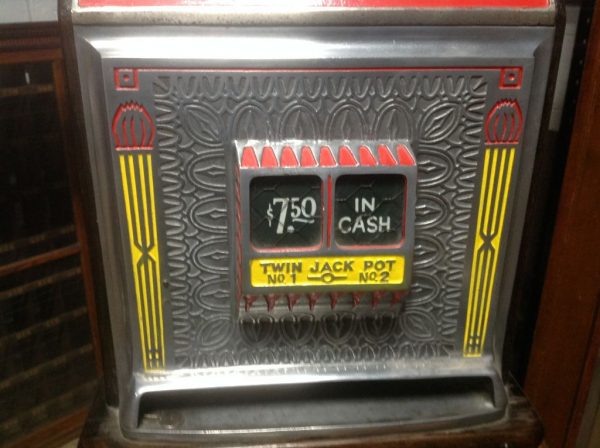 $7.50
IN
CASH
TWIN JACK POT
No. 1 No. 2